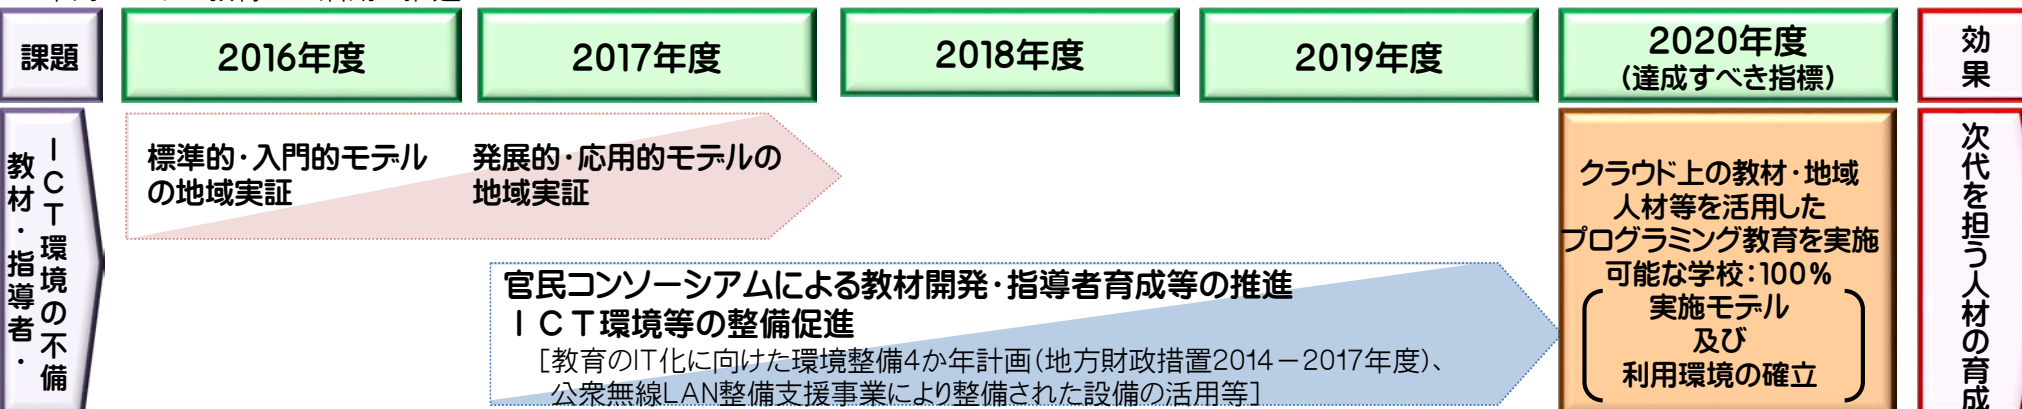 課題
2016年度
2017年度
2018年度
2019年度
2020年度
(達成すべき指標)
効果
教材・指導者・
ICT環境の不備
標準的・入門的モデル
の地域実証
発展的・応用的モデルの
地域実証
官民コンソーシアムによる教材開発・指導者育成等の推進
ICT環境等の整備促進
[教育のIT化に向けた環境整備4か年計画(地方財政措置2014－2017年度)、
公衆無線LAN整備支援事業により整備された設備の活用等]
クラウド上の教材・地域
人材等を活用した
プログラミング教育を実施
可能な学校：100%
実施モデル
及び
利用環境の確立
次代を担う人材の育成